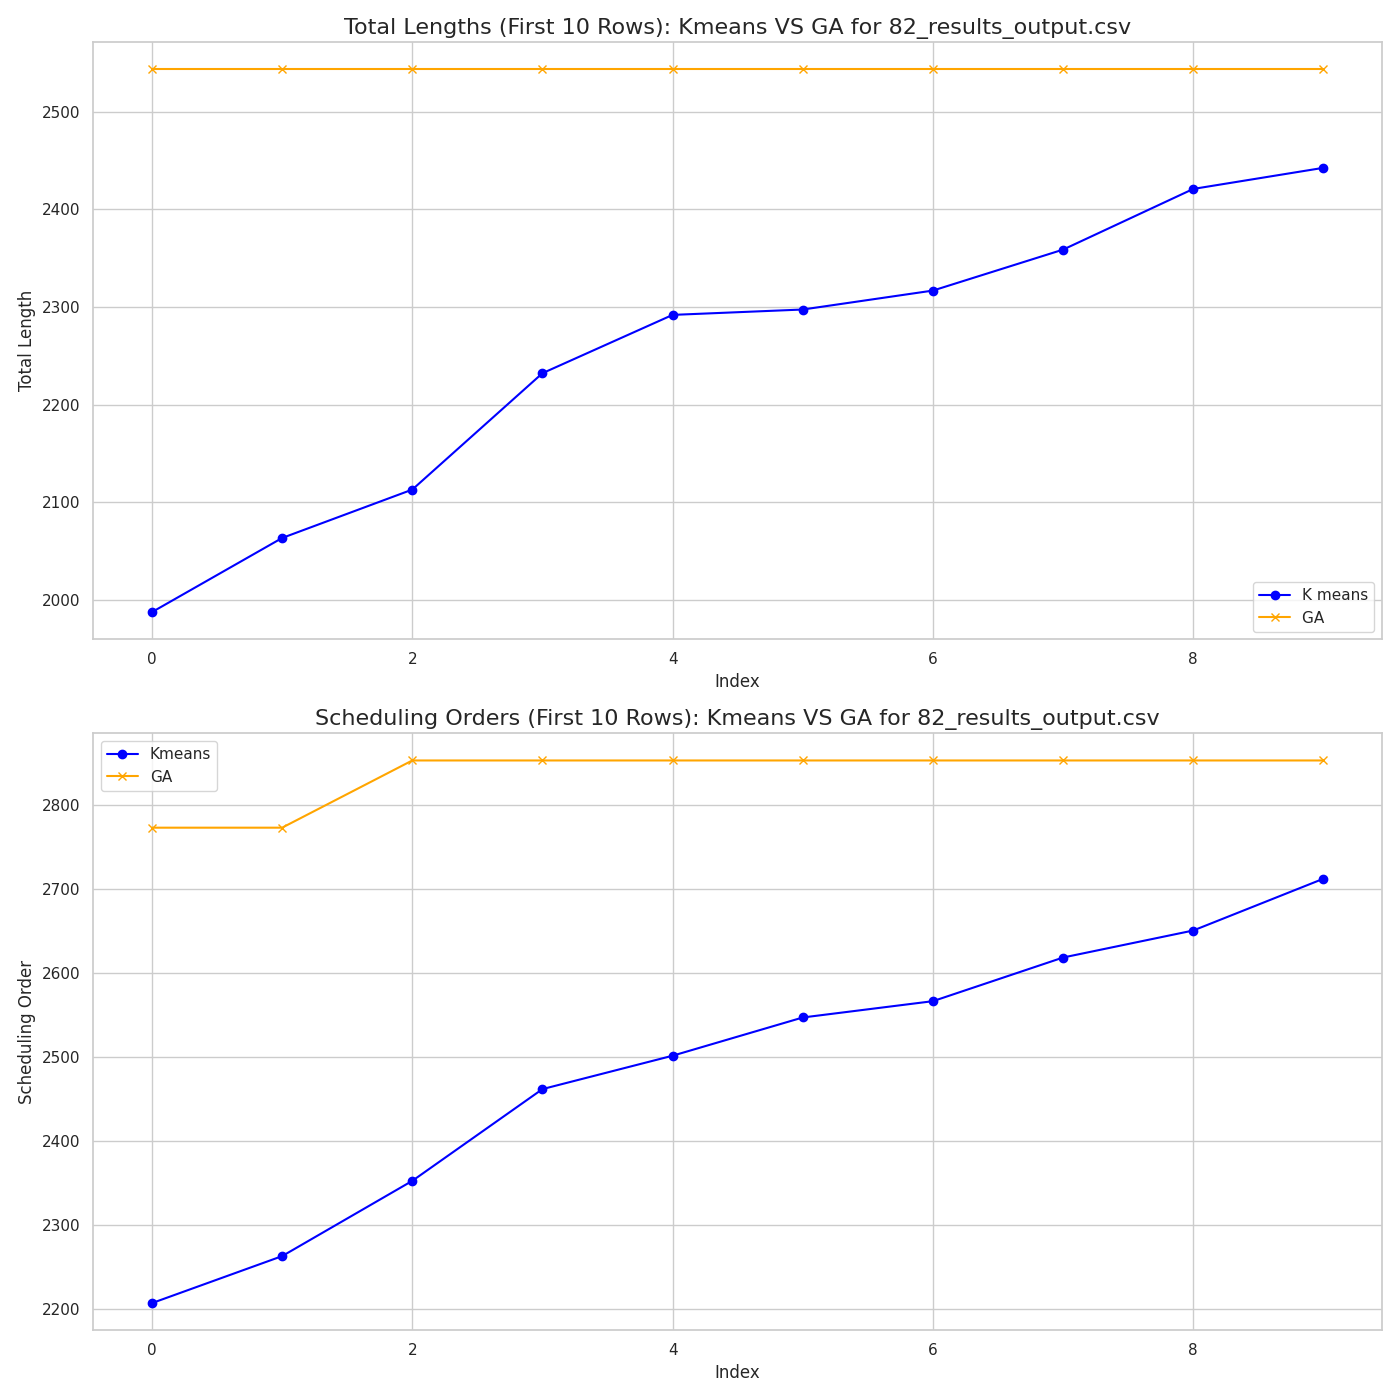 Total Lengths (First 10 Rows): Kmeans VS GA for 82_results_output.csv
2500
2400
2300
2200
2100
2000
Total Length
K means
GA
0 2 4 6 8
Index
Scheduling Orders (First 10 Rows): Kmeans VS GA for 82_results_output.csv
Kmeans
GA
2800
2700
2600
2500
2400
2300
2200
Scheduling Order
0 2 4 6 8
Index